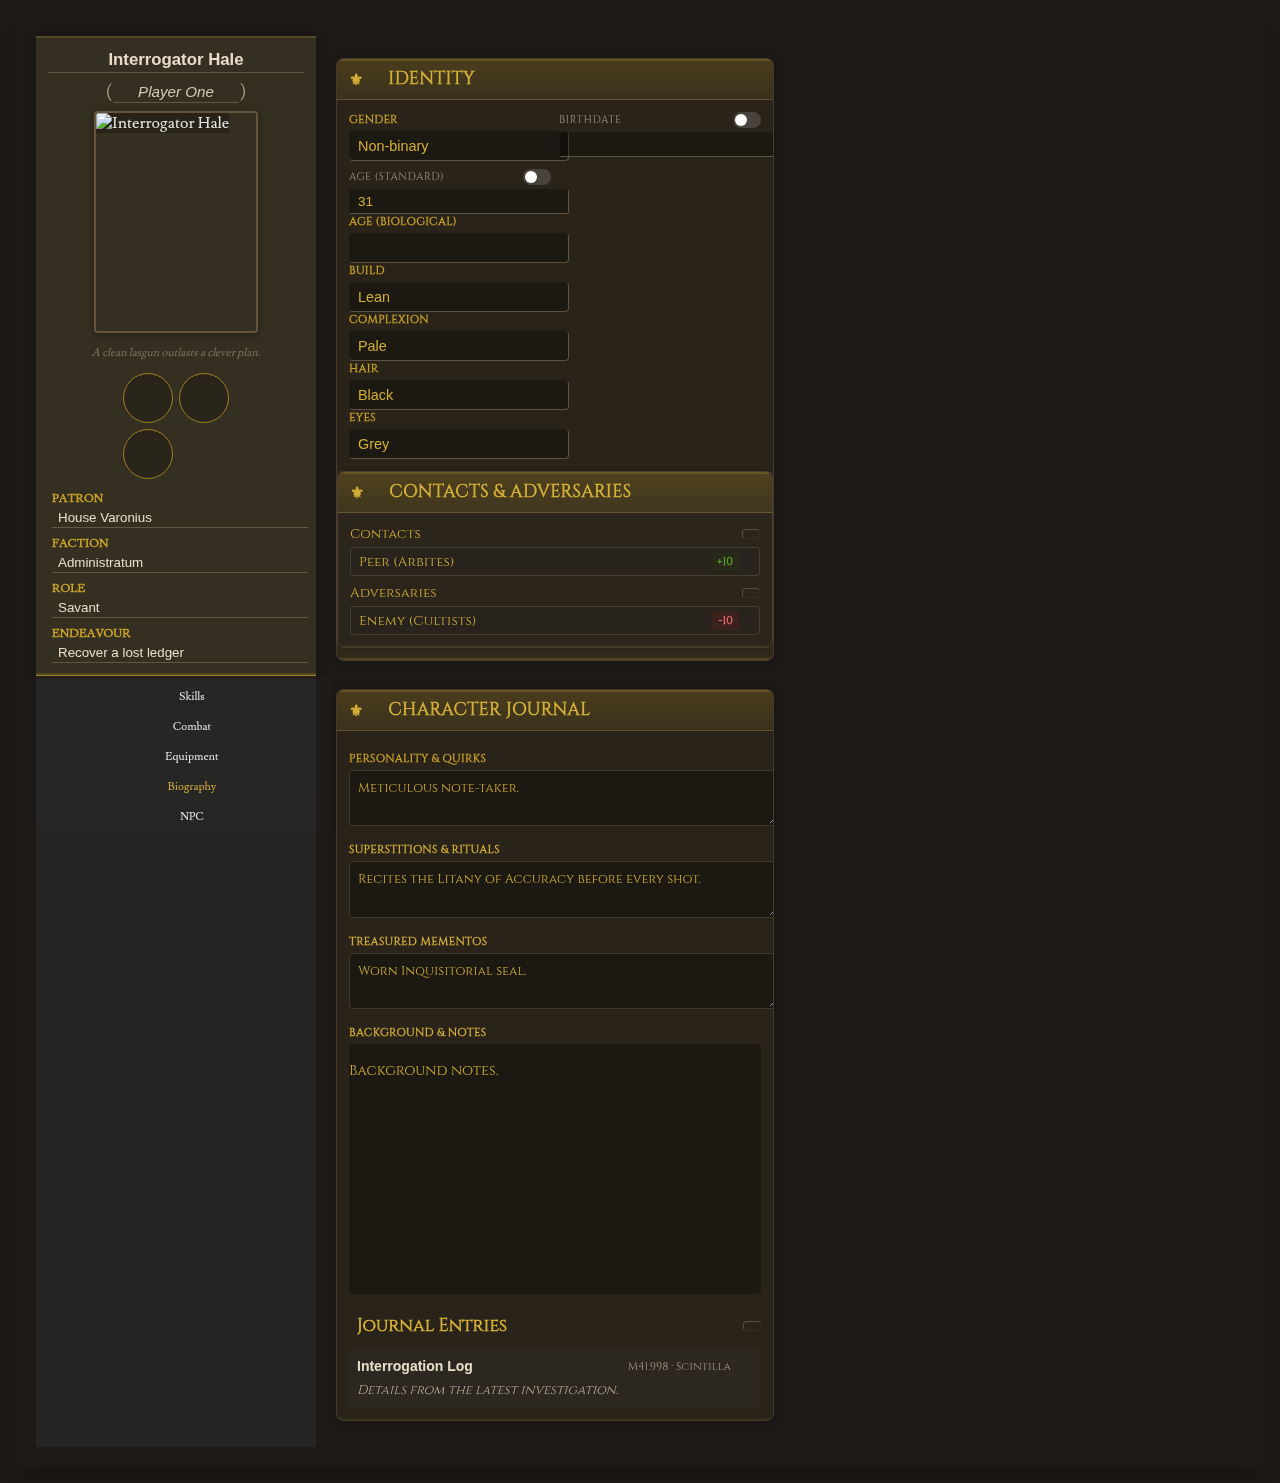 Interrogator Hale
( Player One )
Interrogator Hale
A clean lasgun outlasts a clever plan.
PATRON
House Varonius
FACTION
Administratum
ROLE
Savant
ENDEAVOUR
Recover a lost ledger
Skills
Combat
Equipment
Biography
NPC
IDENTITY
GENDER
BIRTHDATE
Non-binary
AGE (STANDARD)
31
AGE (BIOLOGICAL)
BUILD
Lean
COMPLEXION
Pale
HAIR
Black
EYES
Grey
CONTACTS & ADVERSARIES
Contacts
Peer (Arbites) +10
Adversaries
Enemy (Cultists) -10
CHARACTER JOURNAL
PERSONALITY & QUIRKS
Meticulous note-taker.
SUPERSTITIONS & RITUALS
Recites the Litany of Accuracy before every shot.
TREASURED MEMENTOS
Worn Inquisitorial seal.
BACKGROUND & NOTES
Background notes.
Journal Entries
Interrogation Log M41.998 · Scintilla
Details from the latest investigation.